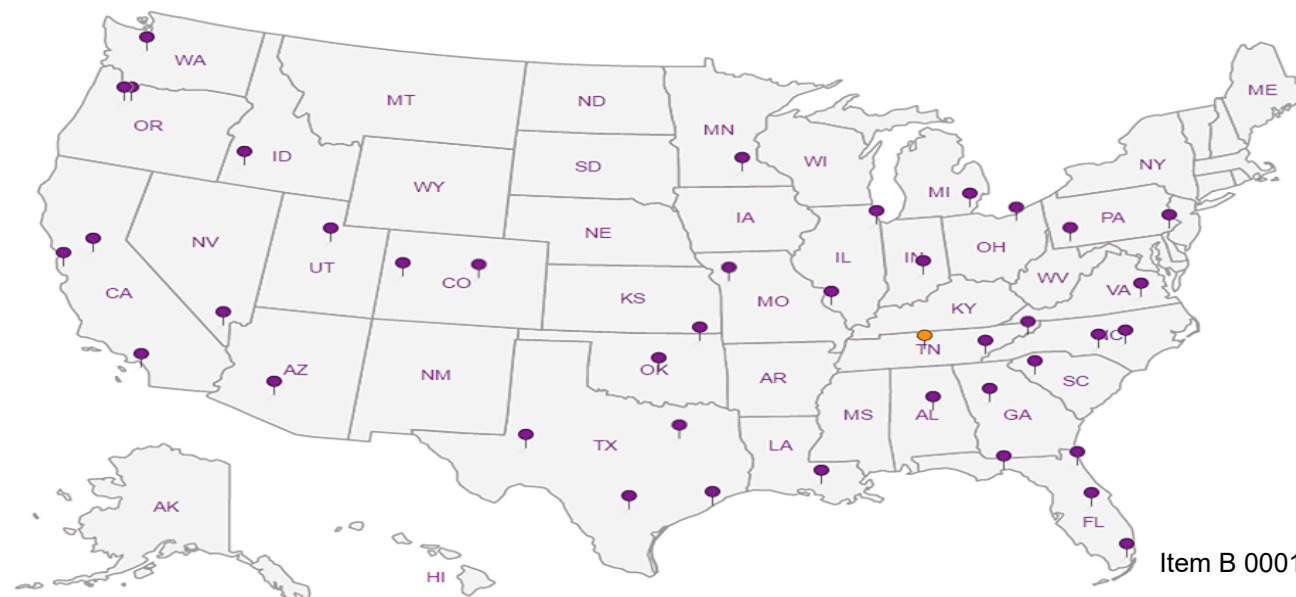 WA
MT
ND
MN
ME
OR
ID
SD
WI
NY
WY
MI
IA
PA
NV
NE
OH
UT
CO
IL
IN
WV
CA
KS
MO
KY
VA
TN
NC
AZ
NM
OK
AR
SC
MS
AL
GA
TX
LA
AK
FL
HI
Item B 0001